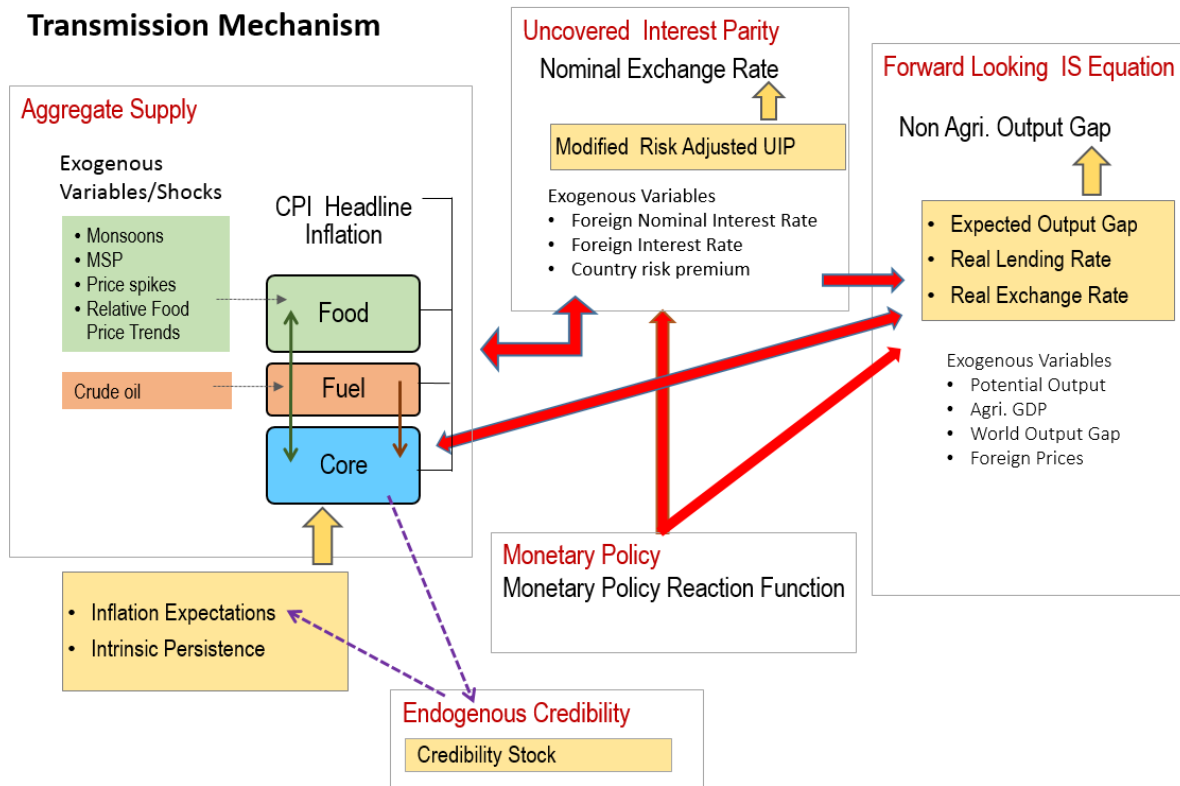 Transmission Mechanism
Aggregate Supply
Exogenous
Variables/Shocks
• Monsoons
• MSP
• Price spikes
• Relative Food
Price Trends
Crude oil
CPI Headline
Inflation
Food
Fuel
Core
• Inflation Expectations
• Intrinsic Persistence
Uncovered Interest Parity
Nominal Exchange Rate
Modified Risk Adjusted UIP
Exogenous Variables
• Foreign Nominal Interest Rate
• Foreign Interest Rate
• Country risk premium
Forward Looking IS Equation
Non Agri. Output Gap
• Expected Output Gap
• Real Lending Rate
• Real Exchange Rate
Exogenous Variables
• Potential Output
• Agri. GDP
• World Output Gap
• Foreign Prices
Monetary Policy
Monetary Policy Reaction Function
Endogenous Credibility
Credibility Stock